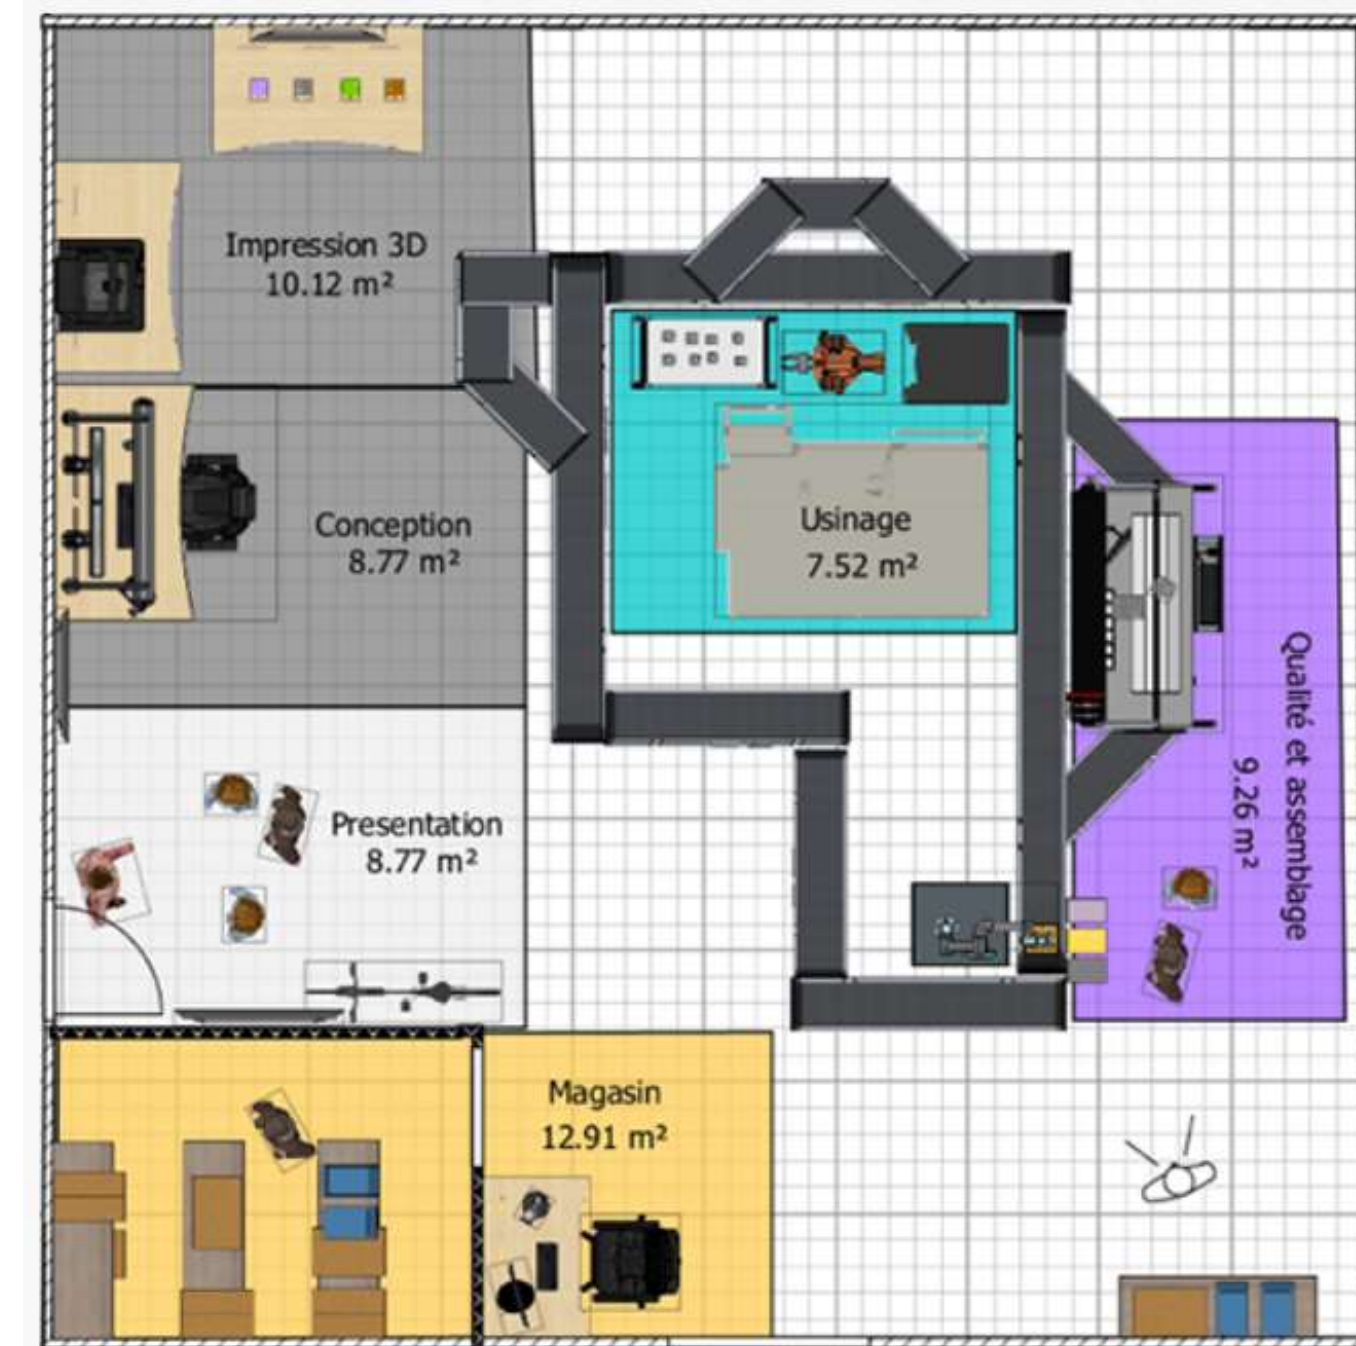 Impression 3D
10.12 m²
Conception
8.77 m²
Usinage
7.52 m²
Qualité et assemblage
9.26 m²
Presentation
8.77 m²
Magasin
12.91 m²